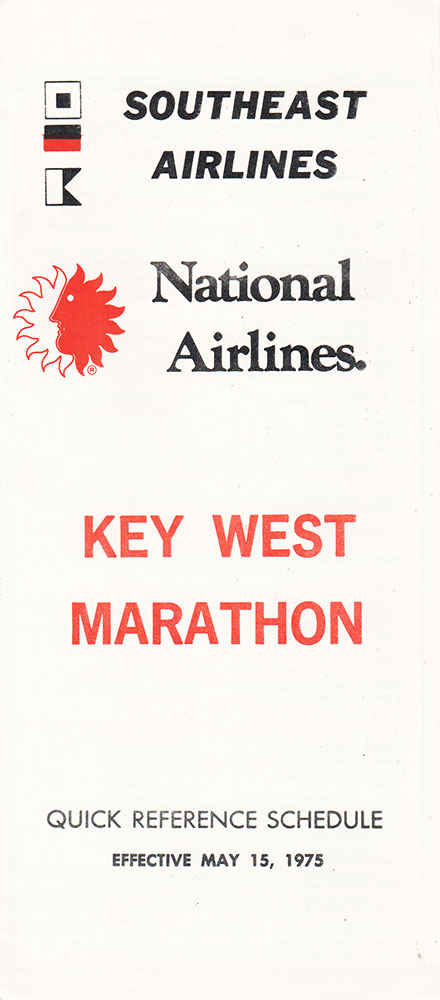 SOUTHEAST
AIRLINES
National
Airlines.
®
KEY WEST
MARATHON
QUICK REFERENCE SCHEDULE
EFFECTIVE MAY 15, 1975